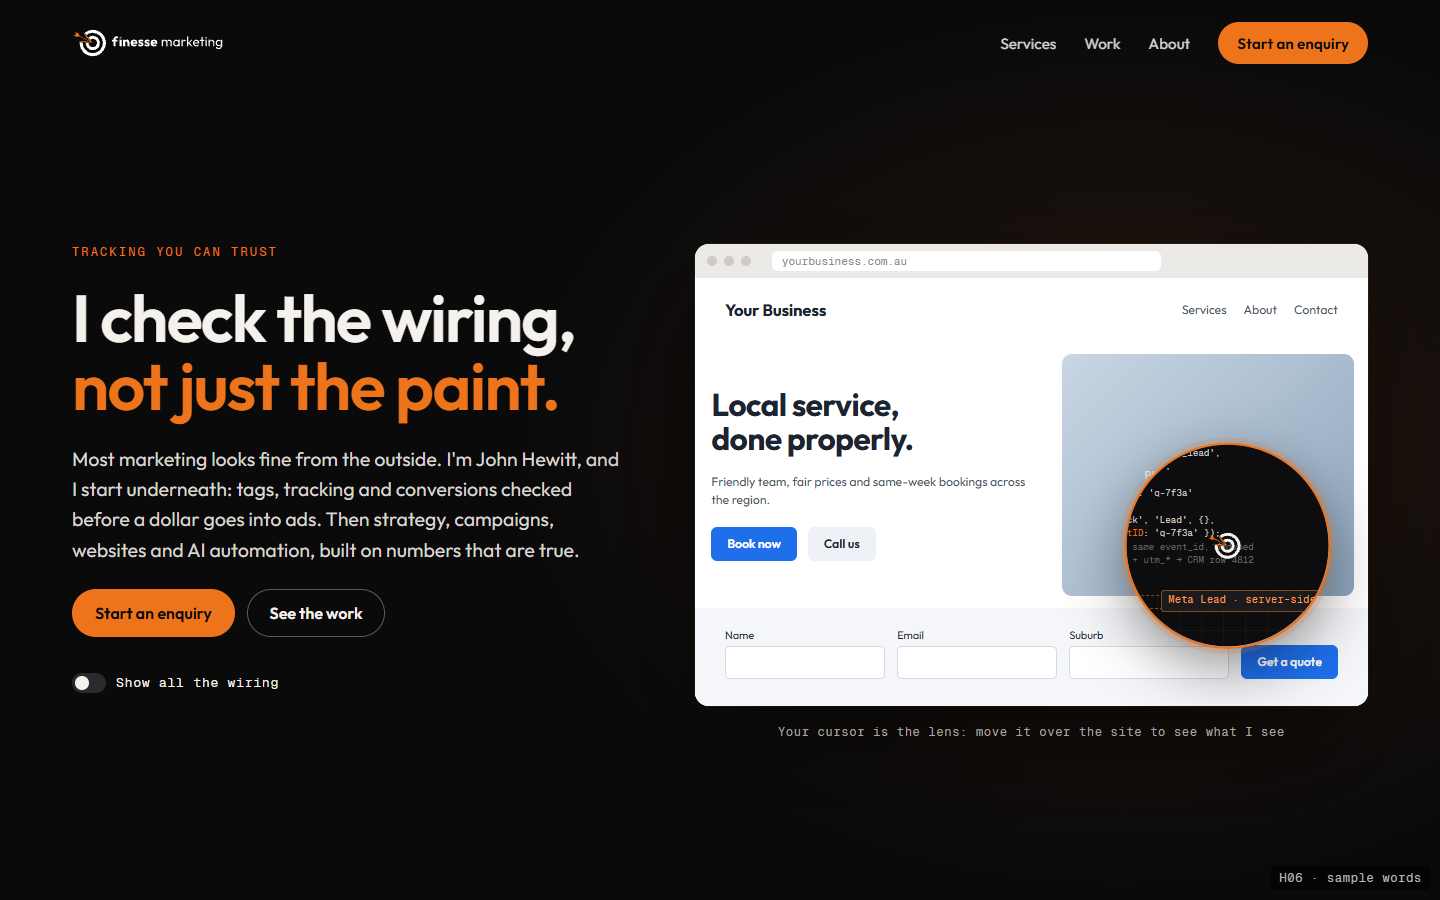 finesse marketing
Services
Work
About
Start an enquiry
TRACKING YOU CAN TRUST
I check the wiring,
not just the paint.
Most marketing looks fine from the outside. I'm John Hewitt, and
I start underneath: tags, tracking and conversions checked
before a dollar goes into ads. Then strategy, campaigns,
websites and AI automation, built on numbers that are true.
Start an enquiry
See the work
Show all the wiring
yourbusiness.com.au
Your Business
Services
About
Contact
Local service,
done properly.
Friendly team, fair prices and same-week bookings across
the region.
Book now
Call us
_lead',
'q-7f3a'
ck', 'Lead', {},
tID: 'q-7f3a' });
same event_id,
+ utm_* → CRM row 4812
Meta Lead · server-side
Name
Email
Suburb
Get a quote
Your cursor is the lens: move it over the site to see what I see
H06 · sample words